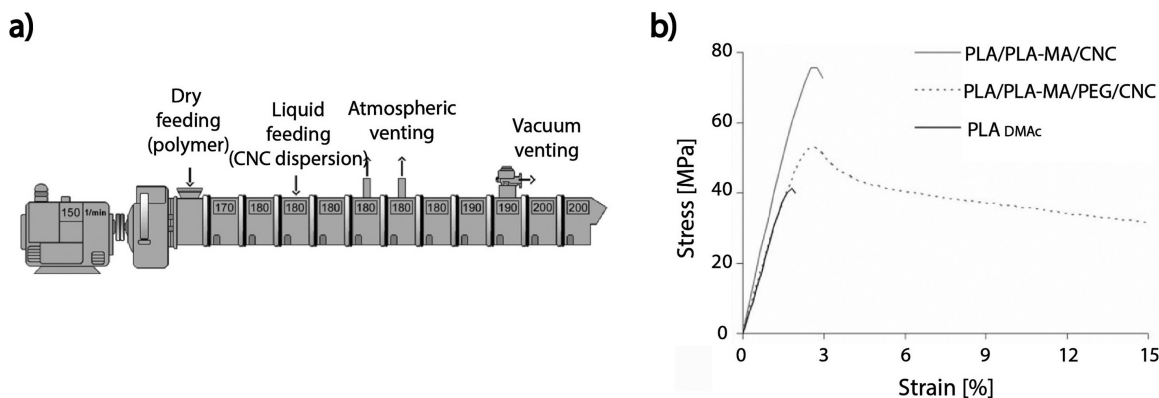 a)
Dry
feeding
(polymer)
Liquid
feeding
(CNC dispersion)
Atmospheric
venting
Vacuum
venting
150 1/min
170 180 180 180 180 180 180 190 190 200 200
b)
Stress [MPa]
80
60
40
20
0
0 3 6 9 12 15
Strain [%]
PLA/PLA-MA/CNC
PLA/PLA-MA/PEG/CNC
PLA DMAc